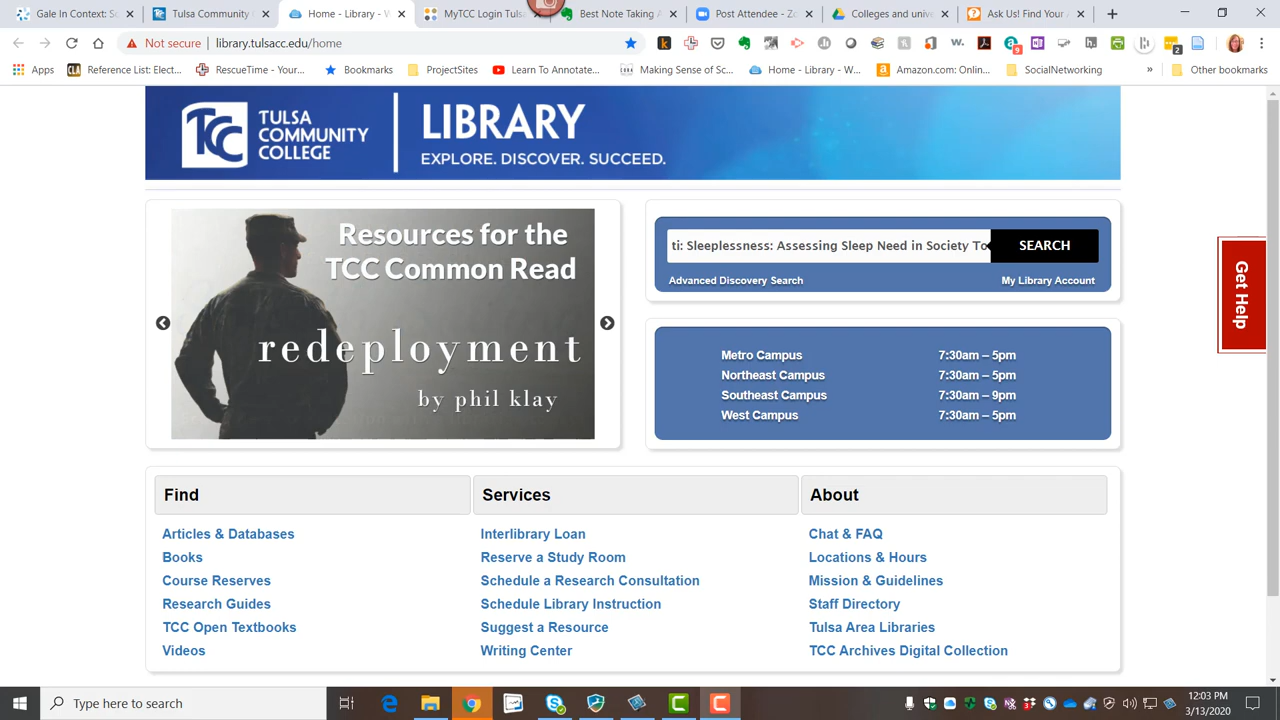 Gale In Context: Sc
Tulsa Community C
Home - Library - W
MyTCC Login Tulsa
Best Note Taking A
Post Attendee - Zo
Colleges and unive
Ask Us! Find Your A
Not secure | library.tulsacc.edu/home
Apps
Reference List: Elect...
RescueTime - Your...
Bookmarks
ProjectSITES
Learn To Annotate...
Making Sense of Sc...
Home - Library - W...
Amazon.com: Onlin...
SocialNetworking
»
Other bookmarks
TCC
TULSA
COMMUNITY
COLLEGE
LIBRARY
EXPLORE. DISCOVER. SUCCEED.
Resources for the
TCC Common Read
redeployment
by phil klay
ti: Sleeplessness: Assessing Sleep Need in Society To
SEARCH
Advanced Discovery Search
My Library Account
Metro Campus 7:30am – 5pm
Northeast Campus 7:30am – 5pm
Southeast Campus 7:30am – 9pm
West Campus 7:30am – 5pm
Get Help
Find
Articles & Databases
Books
Course Reserves
Research Guides
TCC Open Textbooks
Videos
Services
Interlibrary Loan
Reserve a Study Room
Schedule a Research Consultation
Schedule Library Instruction
Suggest a Resource
Writing Center
About
Chat & FAQ
Locations & Hours
Mission & Guidelines
Staff Directory
Tulsa Area Libraries
TCC Archives Digital Collection
Type here to search
12:03 PM
3/13/2020